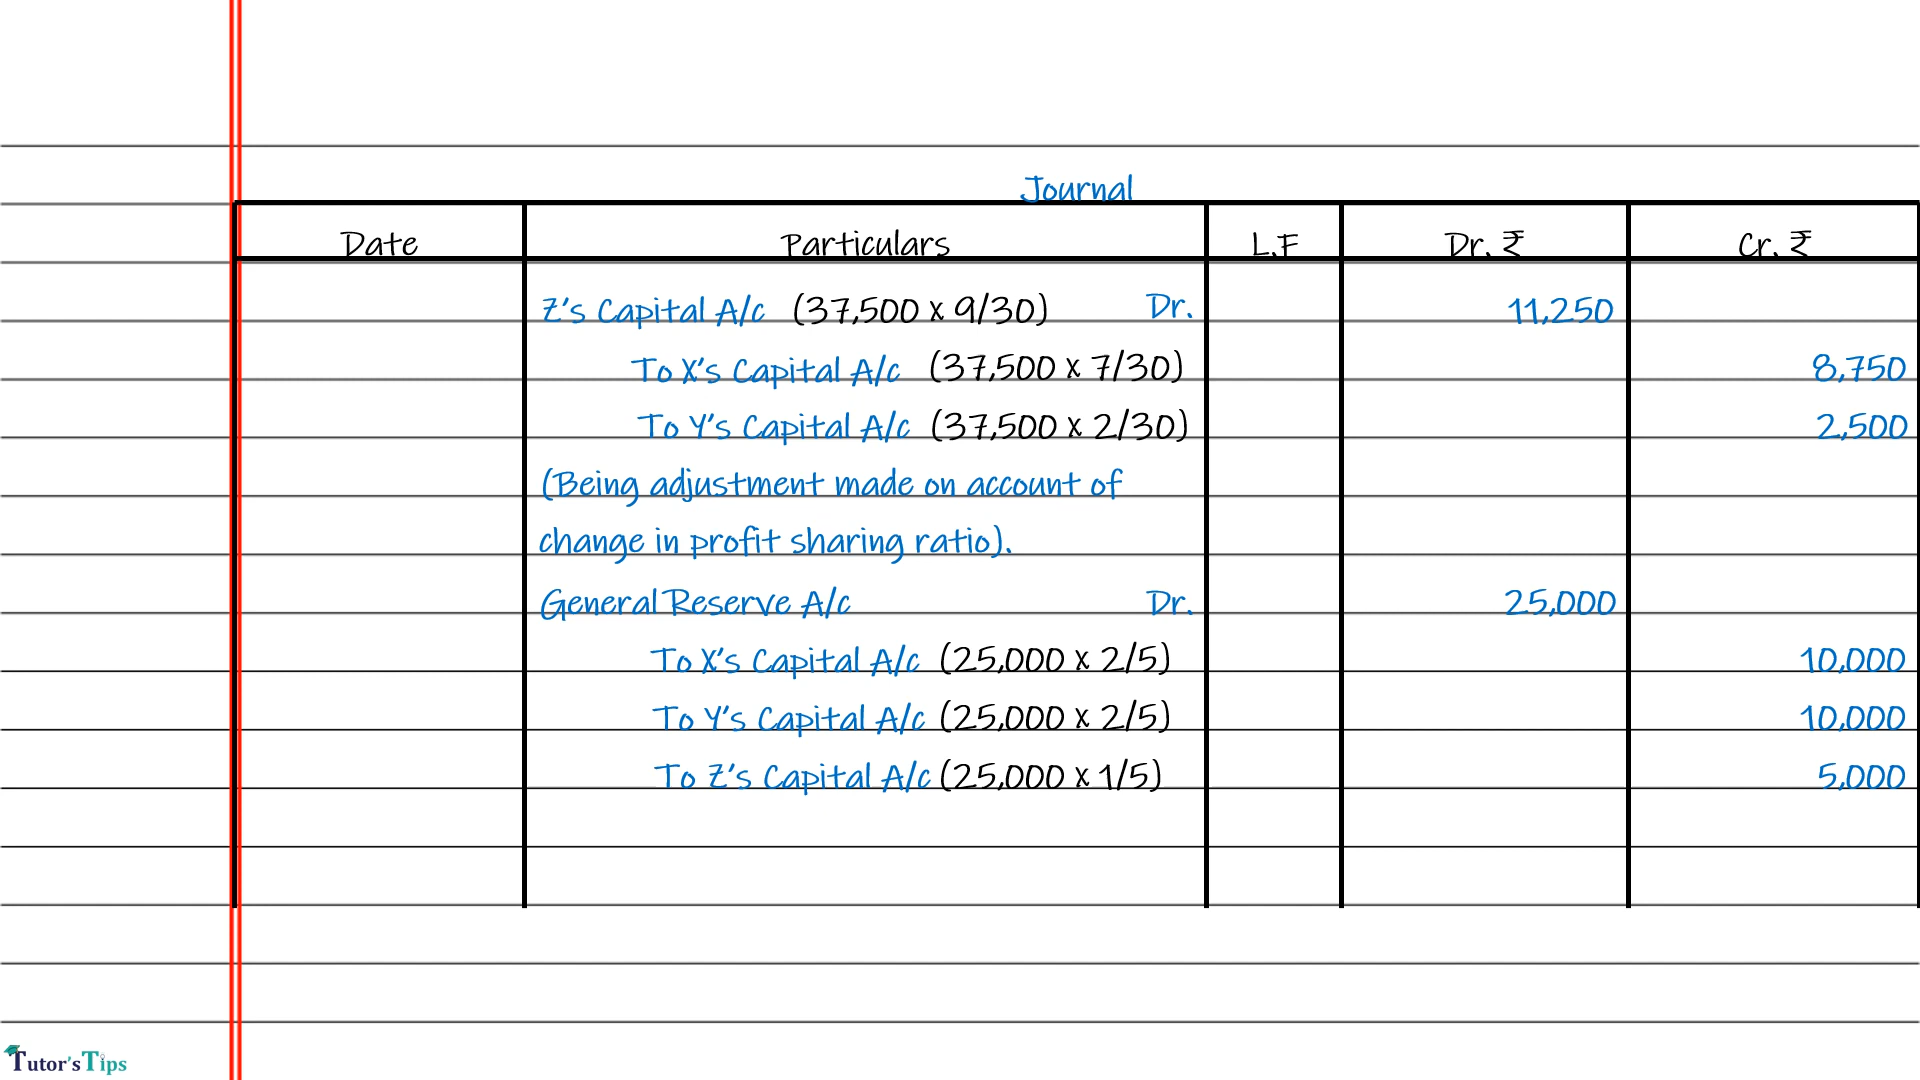 Journal
Date Particulars L.F Dr. ₹ Cr. ₹
Z's Capital A/c (37,500 x 9/30) Dr. 11,250
To X's Capital A/c (37,500 x 7/30) 8,750
To Y's Capital A/c (37,500 x 2/30) 2,500
(Being adjustment made on account of
change in profit sharing ratio).
General Reserve A/c Dr. 25,000
To X's Capital A/c (25,000 x 2/5) 10,000
To Y's Capital A/c (25,000 x 2/5) 10,000
To Z's Capital A/c (25,000 x 1/5) 5,000
Tutor'sTips